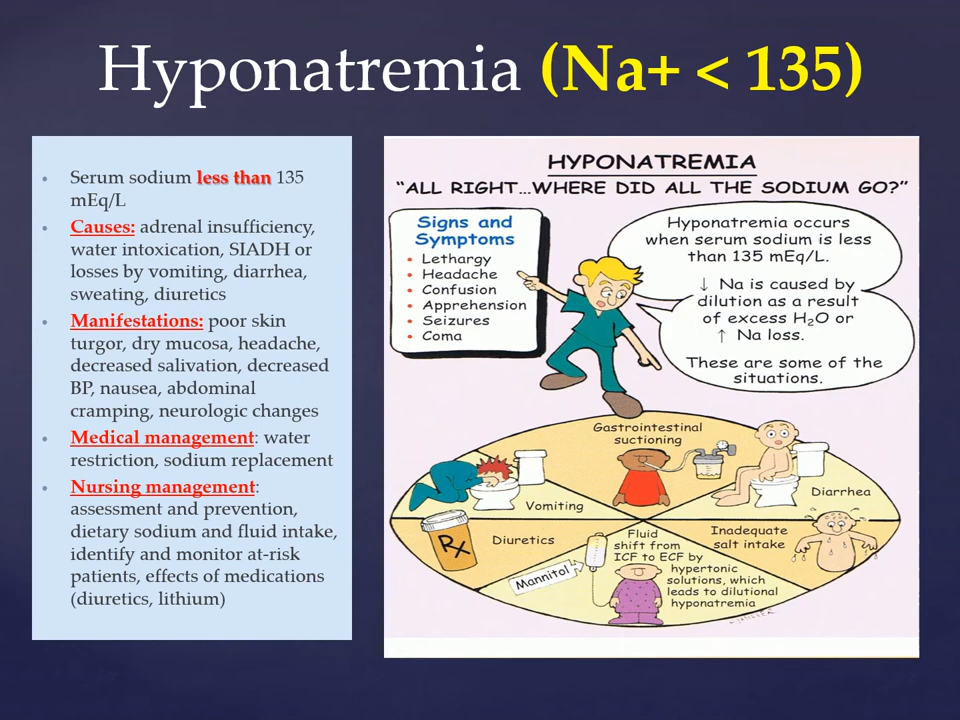 Hyponatremia (Na+ < 135)
• Serum sodium less than 135
mEq/L
• Causes: adrenal insufficiency,
water intoxication, SIADH or
losses by vomiting, diarrhea,
sweating, diuretics
• Manifestations: poor skin
turgor, dry mucosa, headache,
decreased salivation, decreased
BP, nausea, abdominal
cramping, neurologic changes
• Medical management: water
restriction, sodium replacement
• Nursing management:
assessment and prevention,
dietary sodium and fluid intake,
identify and monitor at-risk
patients, effects of medications
(diuretics, lithium)
HYPONATREMIA
“ALL RIGHT...WHERE DID ALL THE SODIUM GO?”
Signs and
Symptoms
• Lethargy
• Headache
• Confusion
• Apprehension
• Seizures
• Coma
Hyponatremia occurs
when serum sodium is less
than 135 mEq/L.
↓ Na is caused by
dilution as a result
of excess H₂O or
↑ Na loss.
These are some of the
situations.
Gastrointestinal
suctioning
Vomiting
Diarrhea
Rx
Diuretics
Inadequate
salt intake
Mannitol
Fluid
shift from
ICF to ECF by
hypertonic
solutions, which
leads to dilutional
hyponatremia